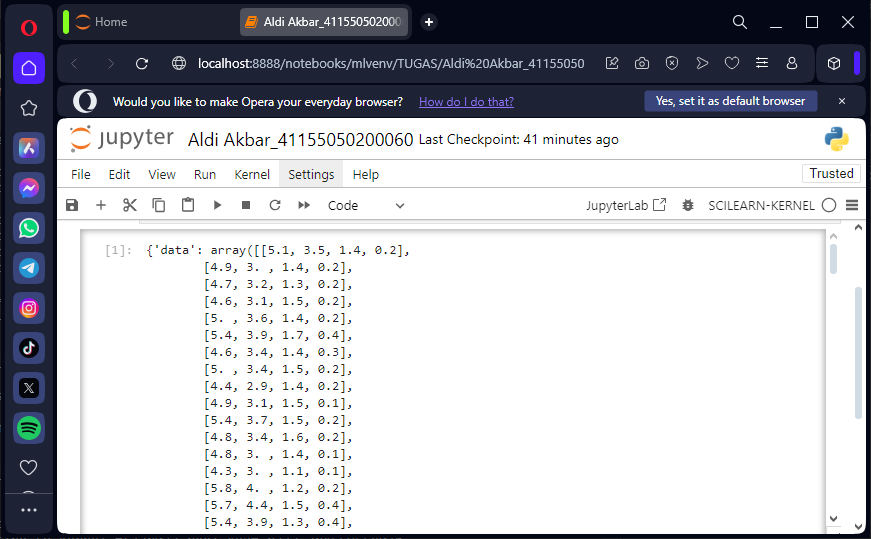 Home
Aldi Akbar_4115505020006
localhost:8888/notebooks/mlvenv/TUGAS/Aldi%20Akbar_41155050
Would you like to make Opera your everyday browser? How do I do that? Yes, set it as default browser
jupyter Aldi Akbar_41155050200060 Last Checkpoint: 41 minutes ago
File Edit View Run Kernel Settings Help Trusted
Code JupyterLab SCILEARN-KERNEL
[1]: {'data': array([[5.1, 3.5, 1.4, 0.2],
[4.9, 3. , 1.4, 0.2],
[4.7, 3.2, 1.3, 0.2],
[4.6, 3.1, 1.5, 0.2],
[5. , 3.6, 1.4, 0.2],
[5.4, 3.9, 1.7, 0.4],
[4.6, 3.4, 1.4, 0.3],
[5. , 3.4, 1.5, 0.2],
[4.4, 2.9, 1.4, 0.2],
[4.9, 3.1, 1.5, 0.1],
[5.4, 3.7, 1.5, 0.2],
[4.8, 3.4, 1.6, 0.2],
[4.8, 3. , 1.4, 0.1],
[4.3, 3. , 1.1, 0.1],
[5.8, 4. , 1.2, 0.2],
[5.7, 4.4, 1.5, 0.4],
[5.4, 3.9, 1.3, 0.4],